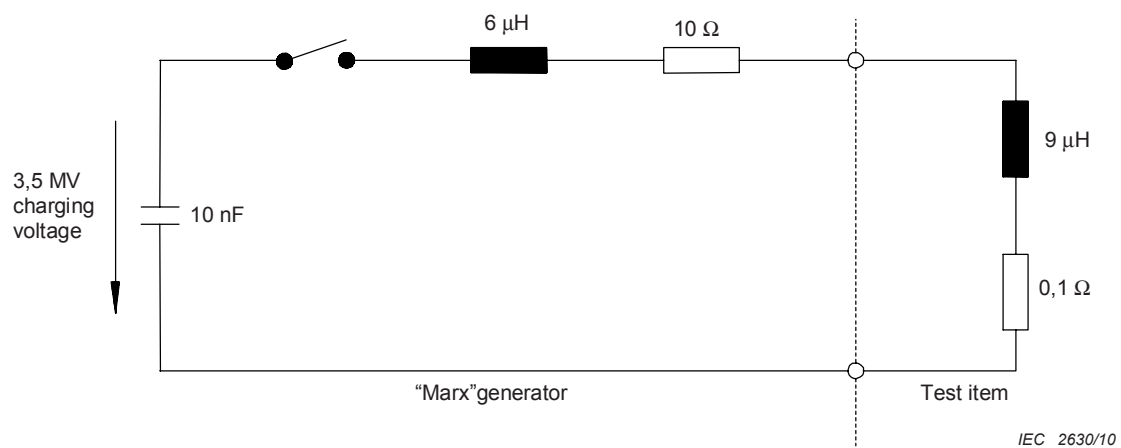 6 μH
10 Ω
9 μH
3,5 MV
charging
voltage
10 nF
0,1 Ω
“Marx”generator
Test item
IEC 2630/10